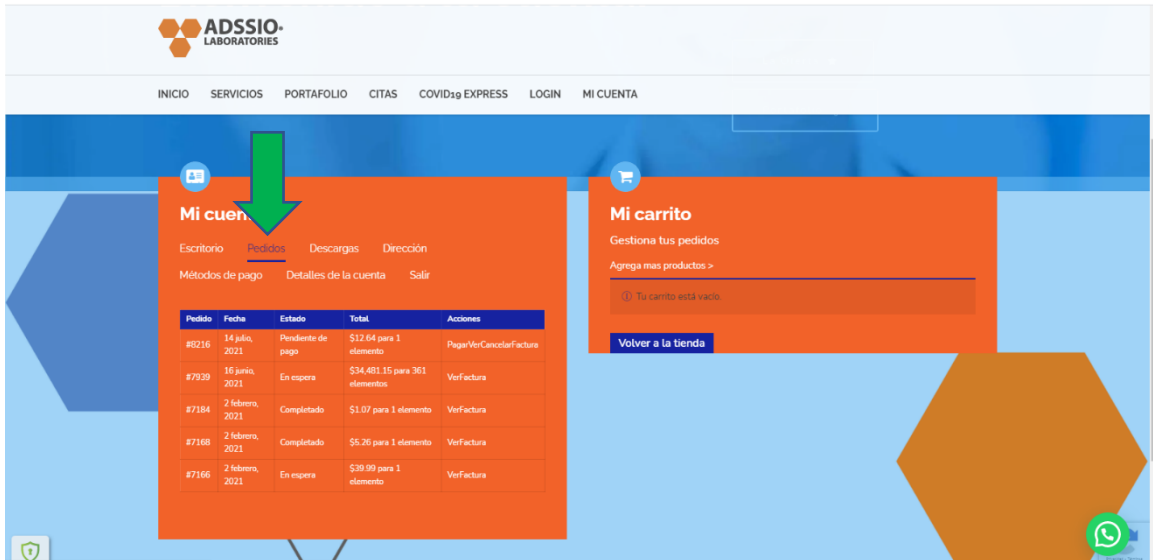 ADSSIO
LABORATORIES
INICIO SERVICIOS PORTAFOLIO CITAS COVID19 EXPRESS LOGIN MI CUENTA
Mi cuen
Escritorio Pedidos Descargas Dirección
Métodos de pago Detalles de la cuenta Salir
Pedido Fecha Estado Total Acciones
#8216 14 julio, 2021 Pendiente de pago $12.64 para 1 elemento PagarVerCancelarFactura
#7939 16 junio, 2021 En espera $34,481.15 para 361 elementos VerFactura
#7184 2 febrero, 2021 Completado $1.07 para 1 elemento VerFactura
#7168 2 febrero, 2021 Completado $5.26 para 1 elemento VerFactura
#7166 2 febrero, 2021 En espera $39.99 para 1 elemento VerFactura
Mi carrito
Gestiona tus pedidos
Agrega mas productos >
Tu carrito está vacío.
Volver a la tienda